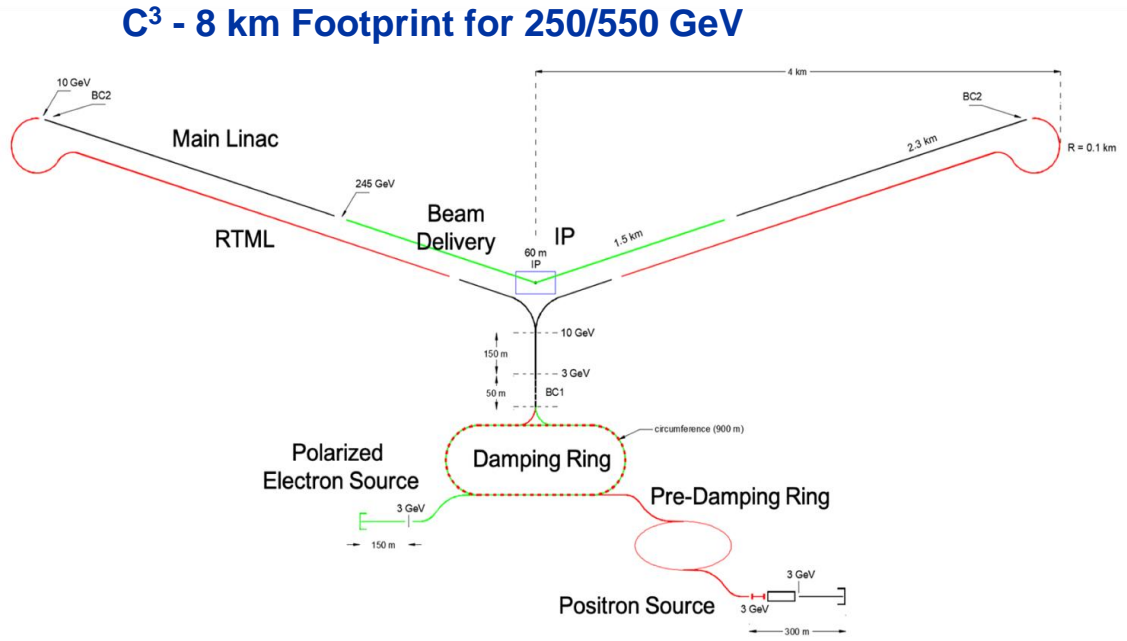 C³ - 8 km Footprint for 250/550 GeV
4 km
10 GeV
BC2
BC2
Main Linac
2.3 km
R = 0.1 km
245 GeV
Beam
Delivery
RTML
IP
1.5 km
60 m
IP
10 GeV
150 m
3 GeV
50 m
BC1
circumference (900 m)
Polarized
Electron Source
Damping Ring
Pre-Damping Ring
3 GeV
150 m
3 GeV
Positron Source
3 GeV
300 m